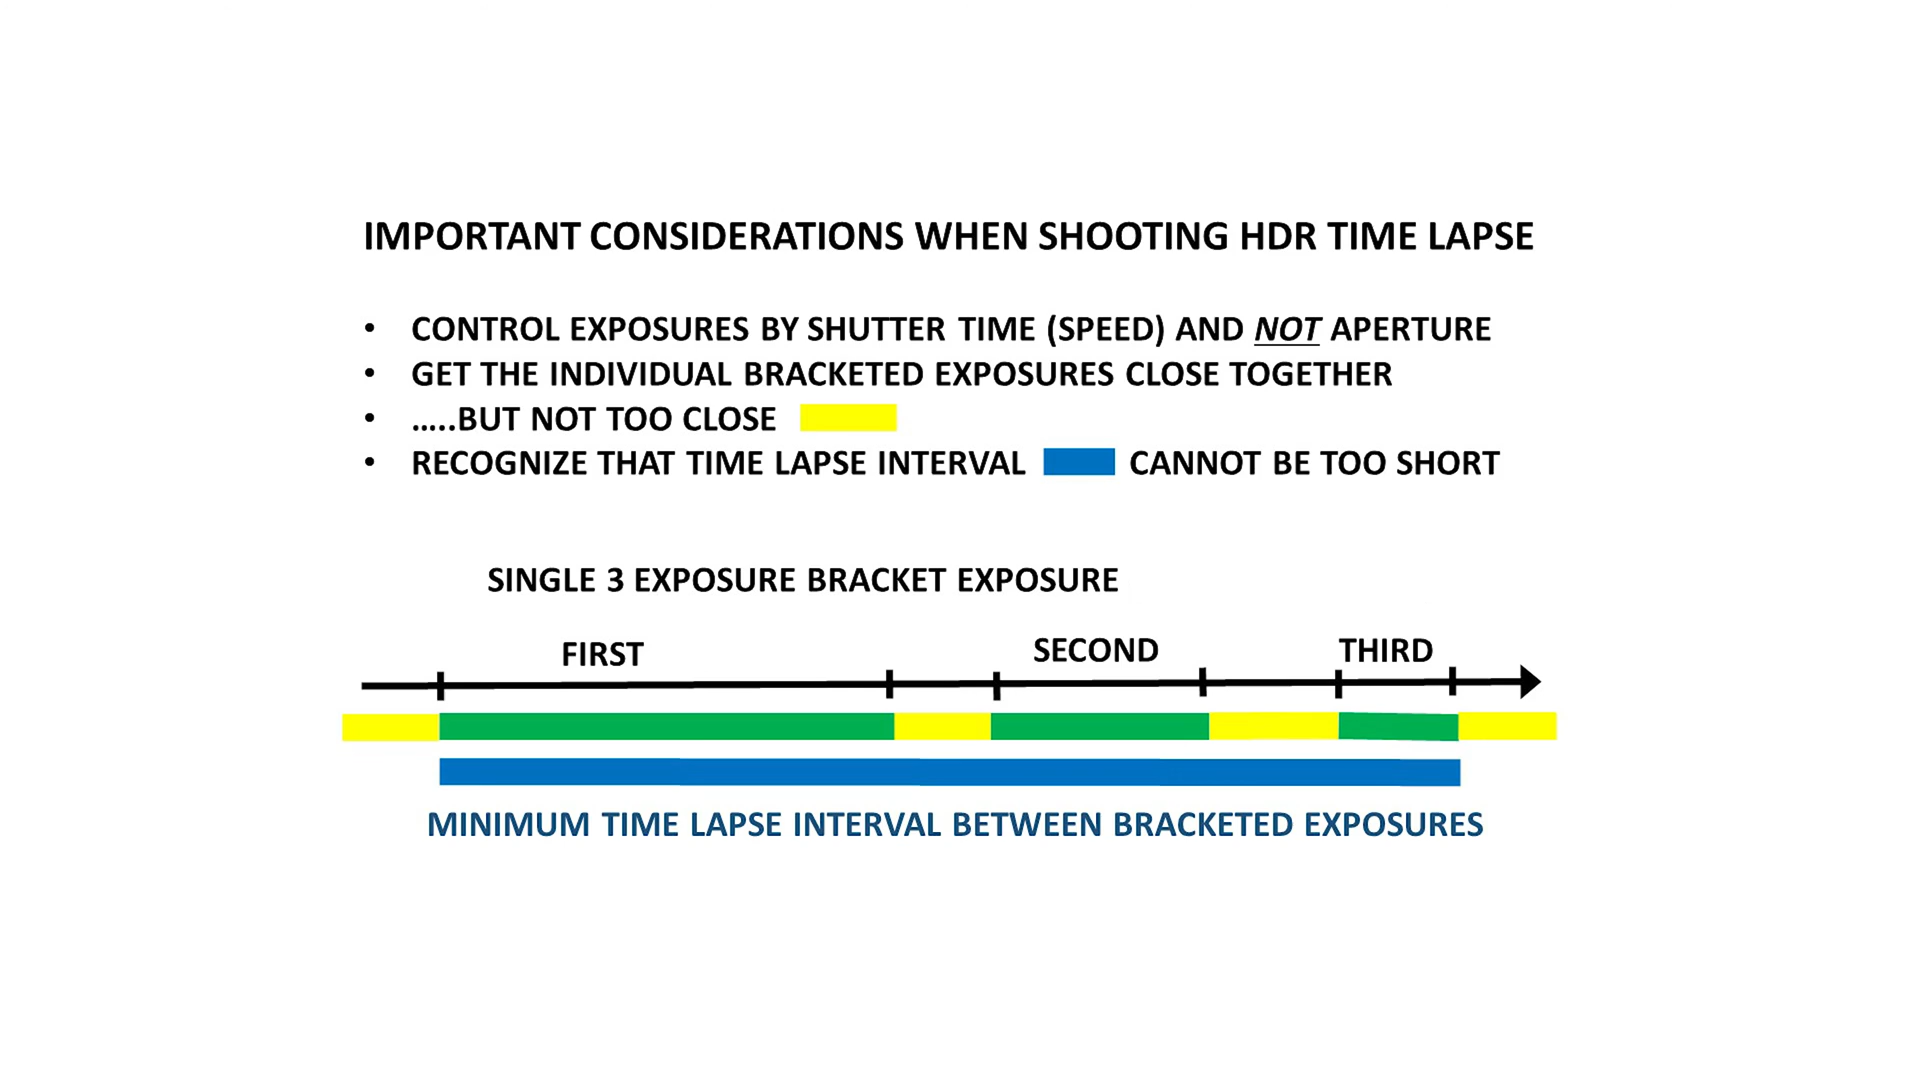 IMPORTANT CONSIDERATIONS WHEN SHOOTING HDR TIME LAPSE
• CONTROL EXPOSURES BY SHUTTER TIME (SPEED) AND NOT APERTURE
• GET THE INDIVIDUAL BRACKETED EXPOSURES CLOSE TOGETHER
• …..BUT NOT TOO CLOSE
• RECOGNIZE THAT TIME LAPSE INTERVAL CANNOT BE TOO SHORT
SINGLE 3 EXPOSURE BRACKET EXPOSURE
FIRST SECOND THIRD
MINIMUM TIME LAPSE INTERVAL BETWEEN BRACKETED EXPOSURES